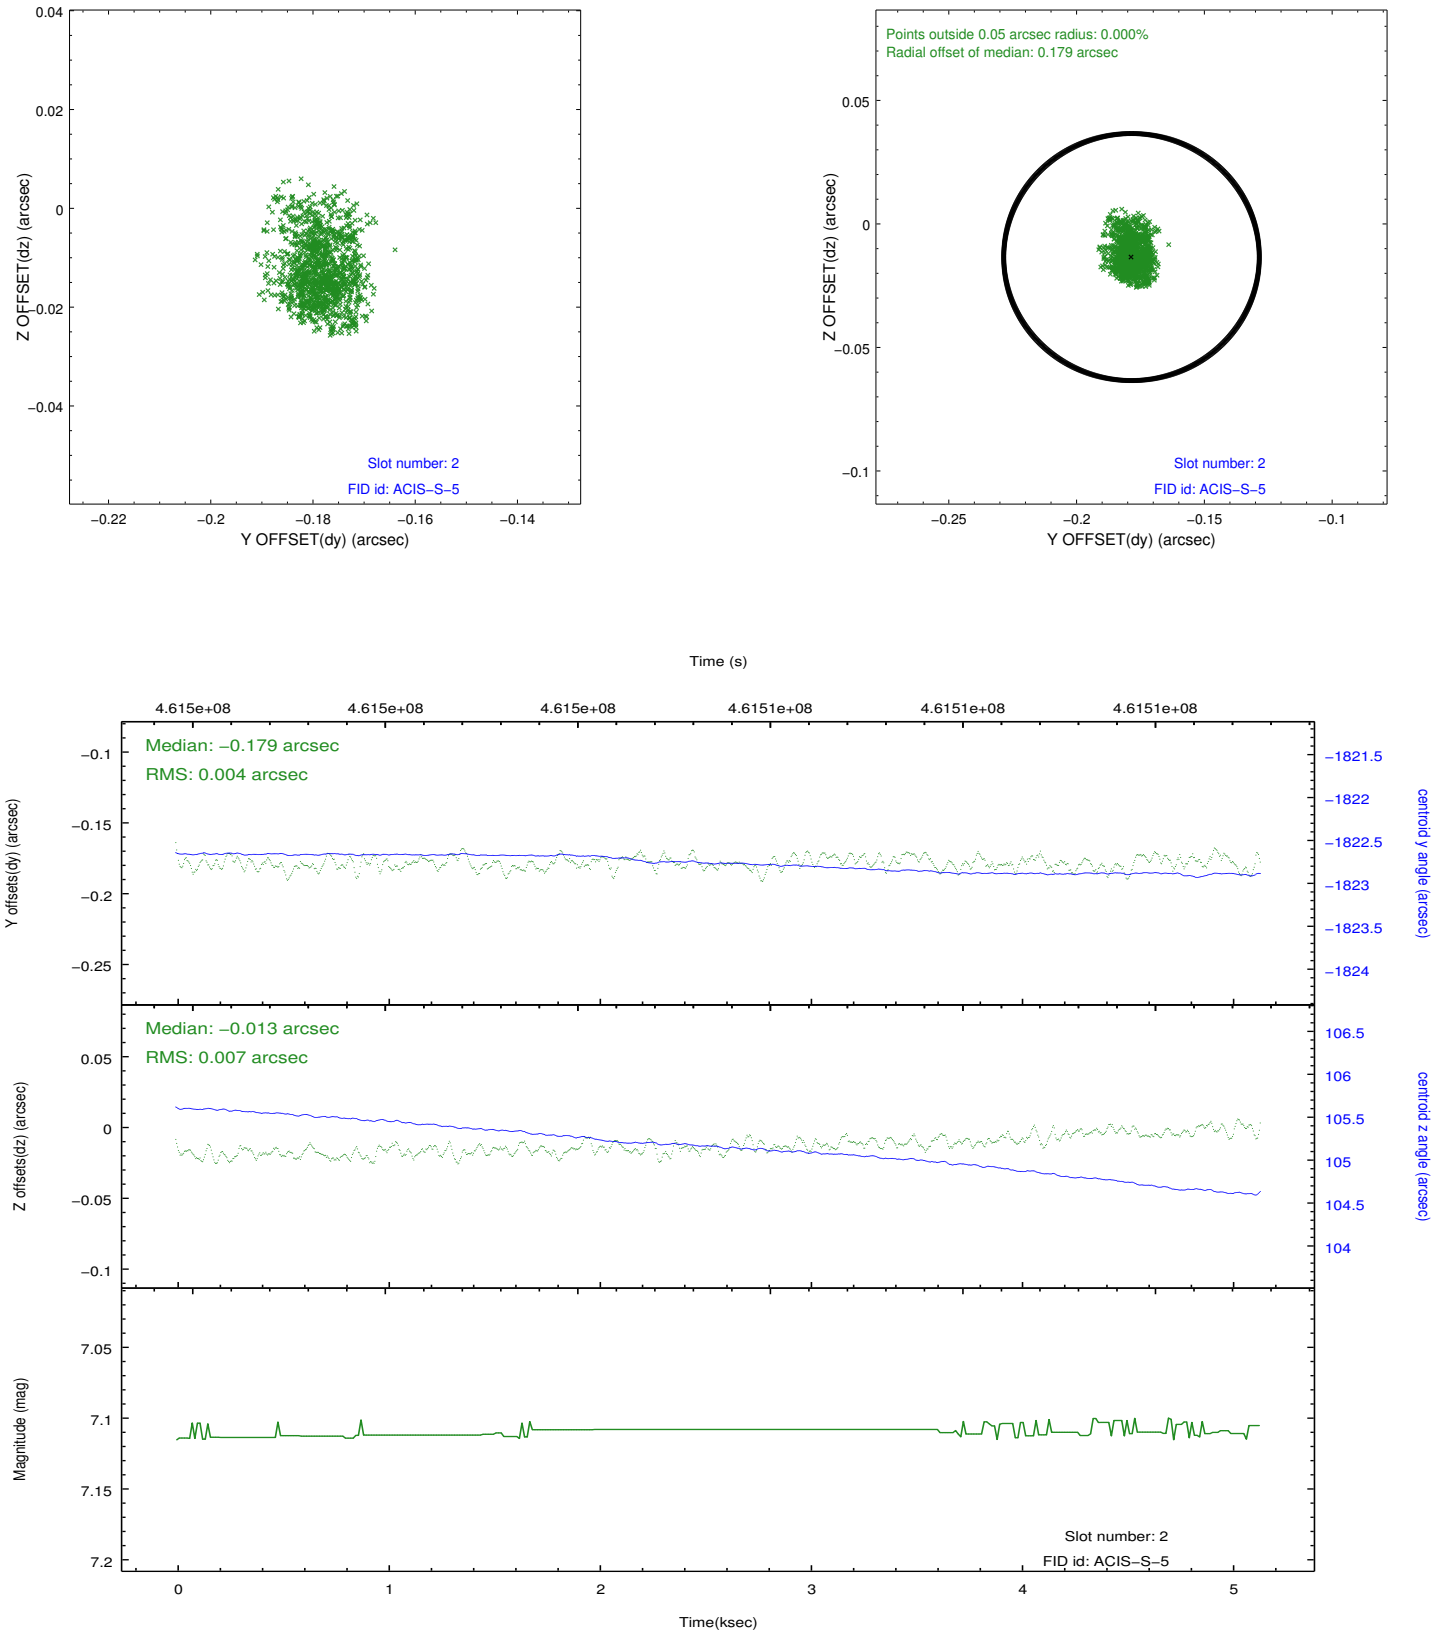 0.04
0.02
0
−0.02
−0.04
Z OFFSET(dz) (arcsec)
Slot number: 2
FID id: ACIS−S−5
−0.22
−0.2
−0.18
−0.16
−0.14
Y OFFSET(dy) (arcsec)
Points outside 0.05 arcsec radius: 0.000%
Radial offset of median: 0.179 arcsec
0.05
0
−0.05
−0.1
Z OFFSET(dz) (arcsec)
Slot number: 2
FID id: ACIS−S−5
−0.25
−0.2
−0.15
−0.1
Y OFFSET(dy) (arcsec)
Time (s)
4.615e+08
4.615e+08
4.615e+08
4.6151e+08
4.6151e+08
4.6151e+08
Median: −0.179 arcsec
RMS: 0.004 arcsec
−0.1
−0.15
−0.2
−0.25
Y offsets(dy) (arcsec)
−1821.5
−1822
−1822.5
−1823
−1823.5
−1824
centroid y angle (arcsec)
Median: −0.013 arcsec
RMS: 0.007 arcsec
0.05
0
−0.05
−0.1
Z offsets(dz) (arcsec)
106.5
106
105.5
105
104.5
104
centroid z angle (arcsec)
7.05
7.1
7.15
7.2
Magnitude (mag)
Slot number: 2
FID id: ACIS−S−5
0
1
2
3
4
5
Time(ksec)